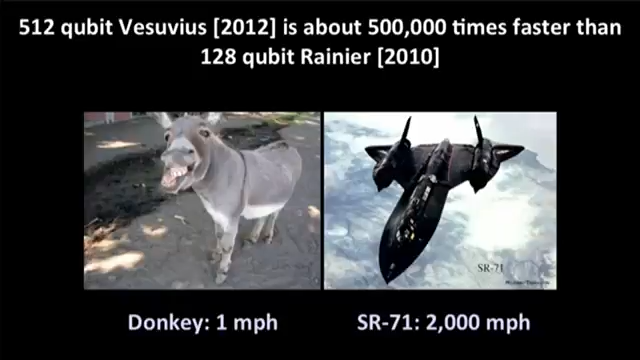 512 qubit Vesuvius [2012] is about 500,000 times faster than
128 qubit Rainier [2010]
SR-71
Donkey: 1 mph
SR-71: 2,000 mph